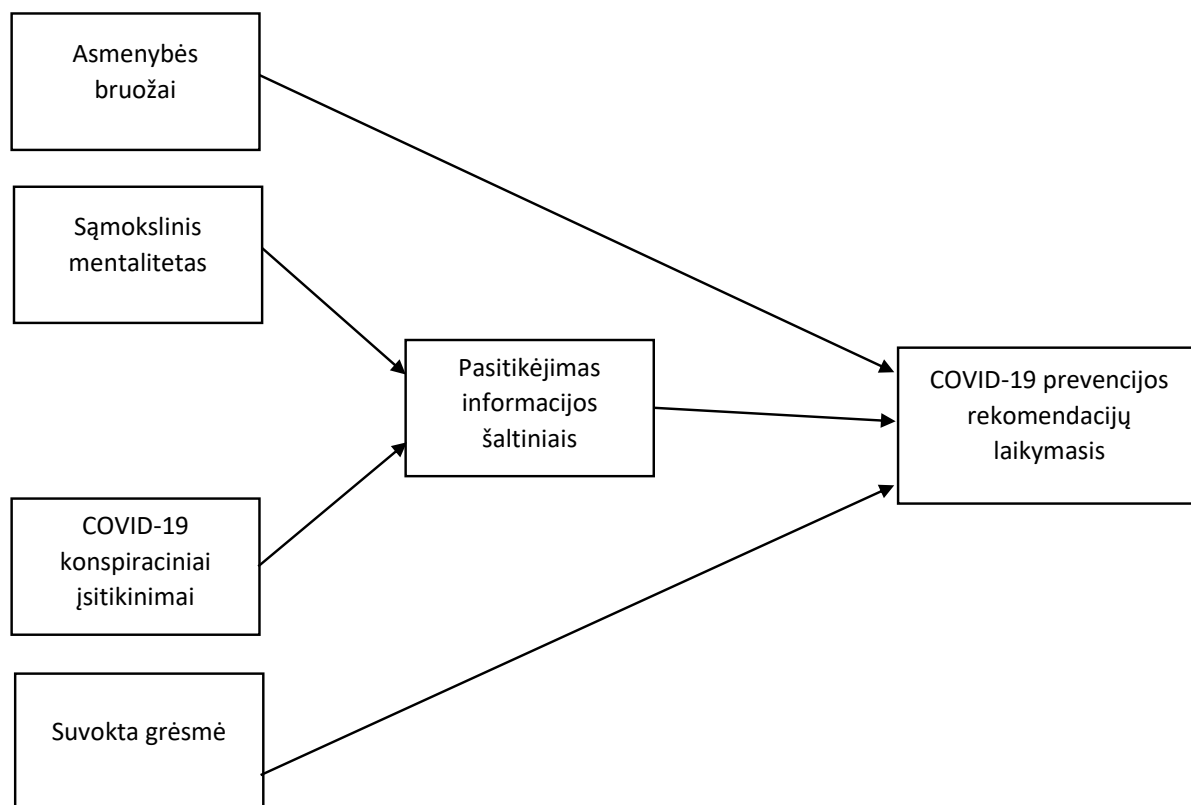 Asmenybės
bruožai
Sąmokslinis
mentalitetas
Pasitikėjimas
informacijos
šaltiniais
COVID-19 prevencijos
rekomendacijų
laikymasis
COVID-19
konspiraciniai
įsitikinimai
Suvokta grėsmė